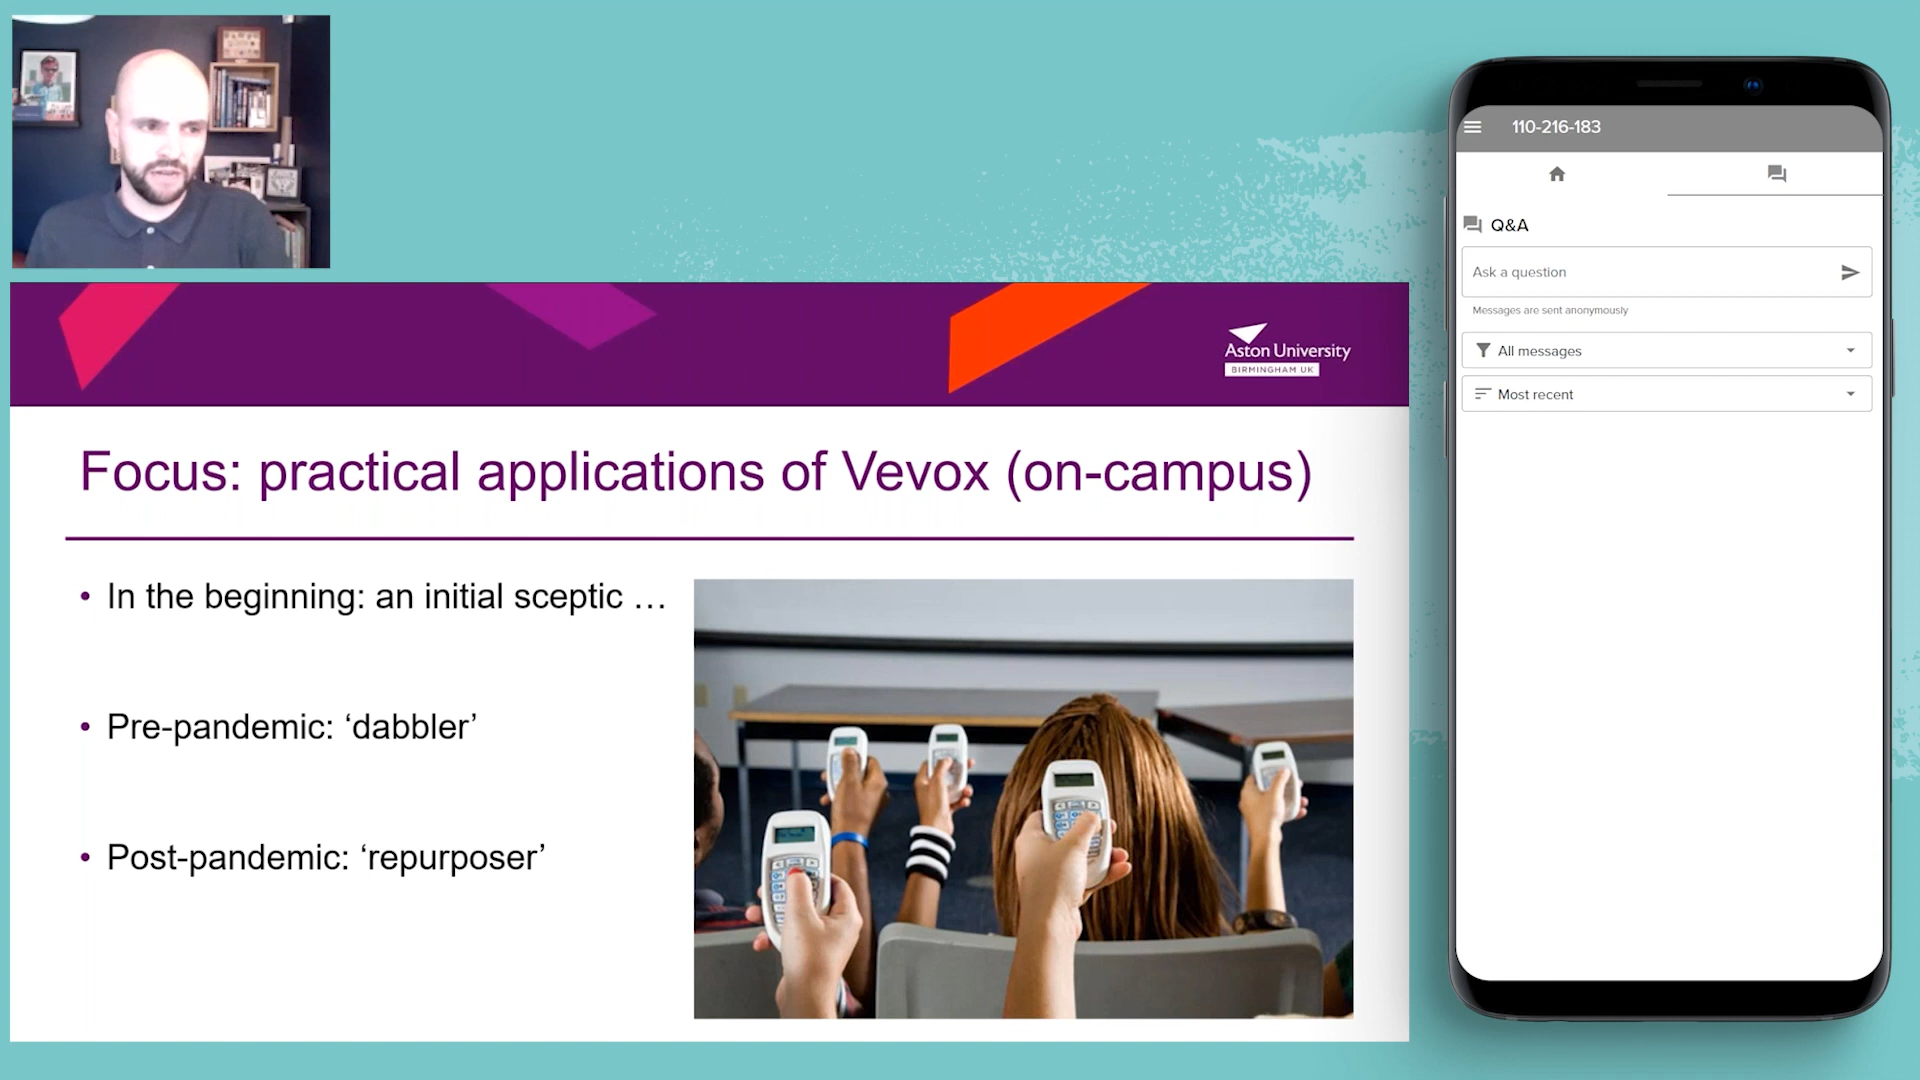 Aston University
BIRMINGHAM UK
Focus: practical applications of Vevox (on-campus)
• In the beginning: an initial sceptic …
• Pre-pandemic: ‘dabbler’
• Post-pandemic: ‘repurposer’
110-216-183
Q&A
Ask a question
Messages are sent anonymously
All messages
Most recent